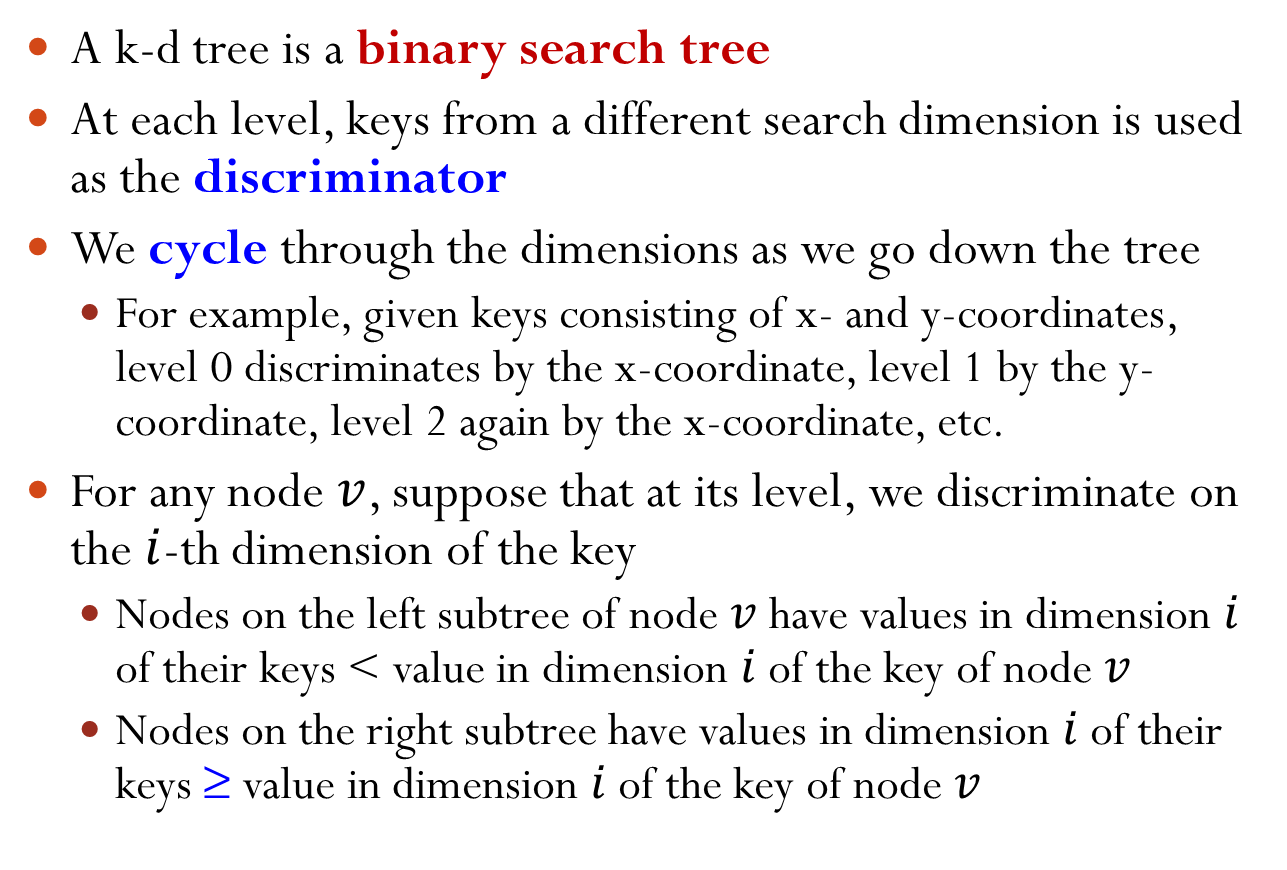 • A k-d tree is a binary search tree
• At each level, keys from a different search dimension is used
as the discriminator
• We cycle through the dimensions as we go down the tree
• For example, given keys consisting of x- and y-coordinates,
level 0 discriminates by the x-coordinate, level 1 by the y-
coordinate, level 2 again by the x-coordinate, etc.
• For any node v, suppose that at its level, we discriminate on
the i-th dimension of the key
• Nodes on the left subtree of node v have values in dimension i
of their keys < value in dimension i of the key of node v
• Nodes on the right subtree have values in dimension i of their
keys ≥ value in dimension i of the key of node v